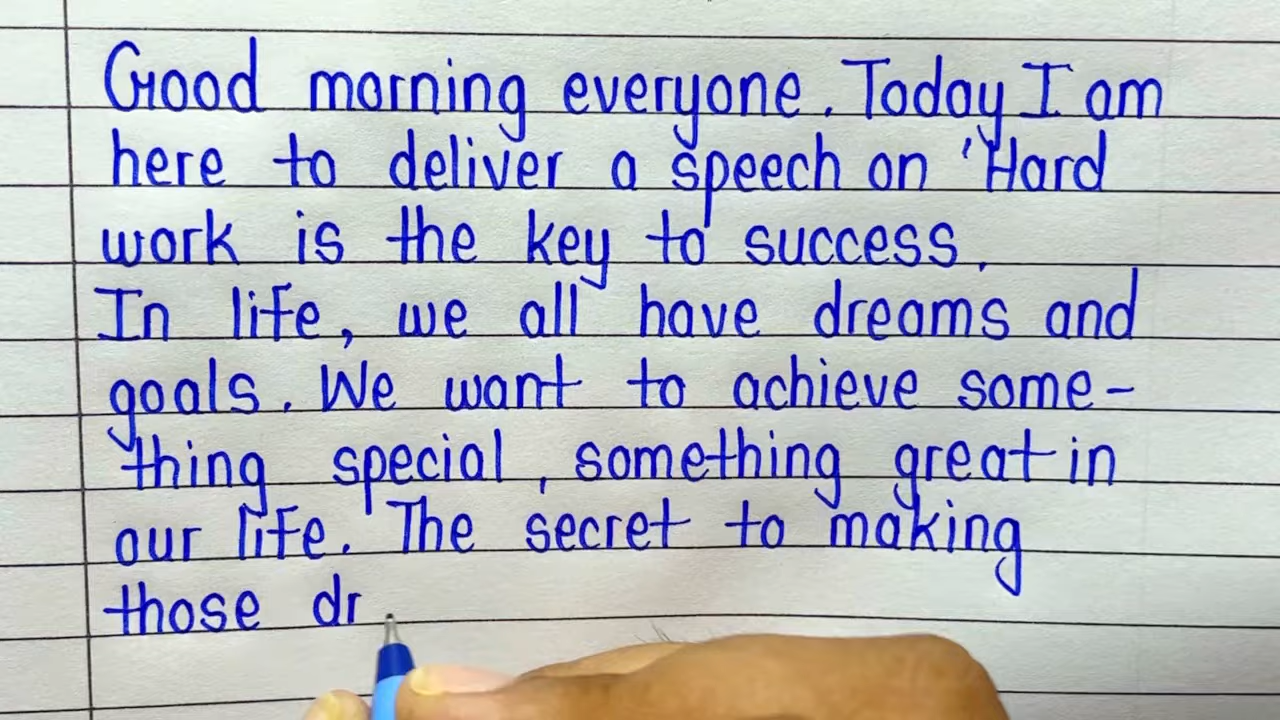 Good morning everyone. Today I am
here to deliver a speech on 'Hard
work is the key to success.
In life, we all have dreams and
goals. We want to achieve some-
thing special, something great in
our life. The secret to making
those dr